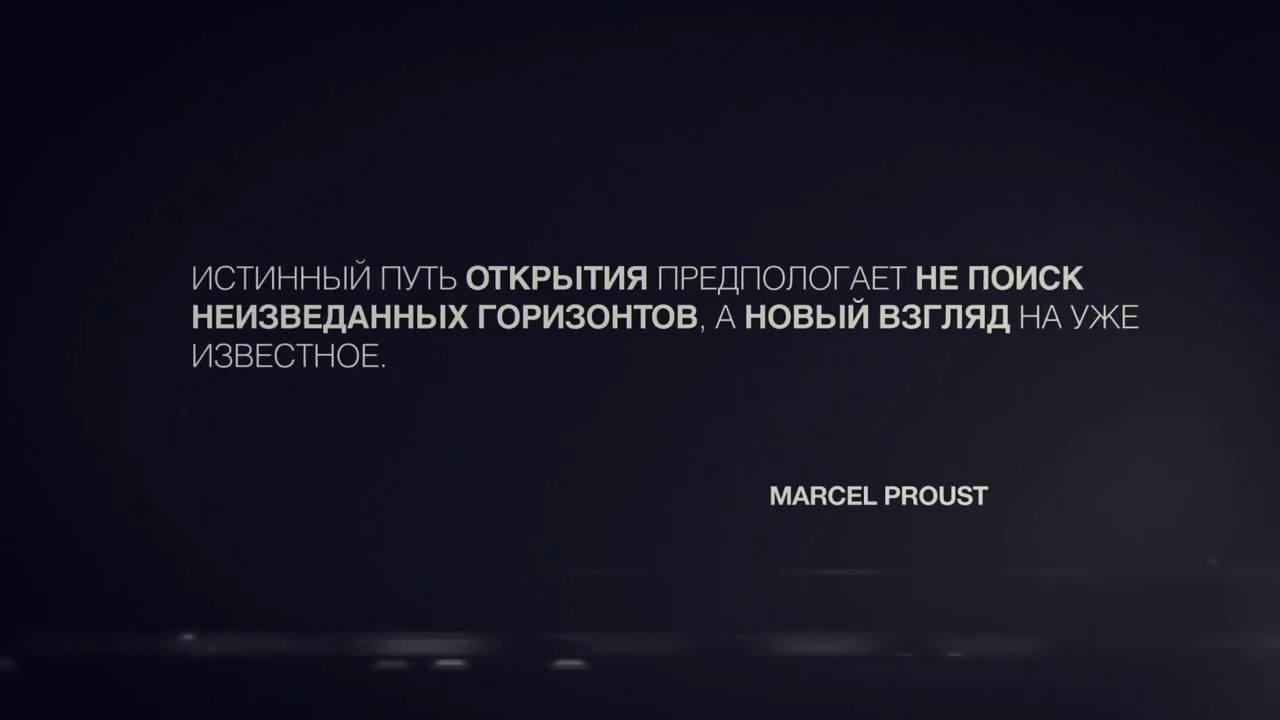 ИСТИННЫЙ ПУТЬ ОТКРЫТИЯ ПРЕДПОЛОГАЕТ НЕ ПОИСК
НЕИЗВЕДАННЫХ ГОРИЗОНТОВ, А НОВЫЙ ВЗГЛЯД НА УЖЕ
ИЗВЕСТНОЕ.
MARCEL PROUST